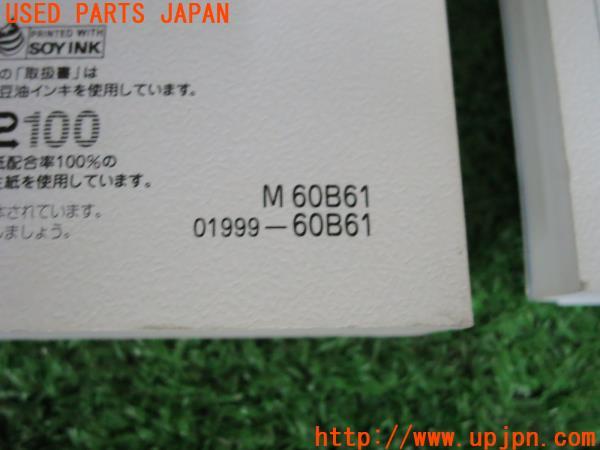 USED PARTS JAPAN
PRINTED WITH
SOY INK
の「取扱書」は
豆油インキを使用しています。
100
紙配合率100%の
生紙を使用しています。
本されています。
しましょう。
M 60B61
01999-60B61
http://www.upjpn.com/